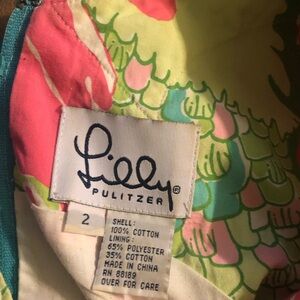 Lilly®
PULITZER
2
SHELL:
100% COTTON
LINING:
65% POLYESTER
35% COTTON
MADE IN CHINA
RN 88189
OVER FOR CARE